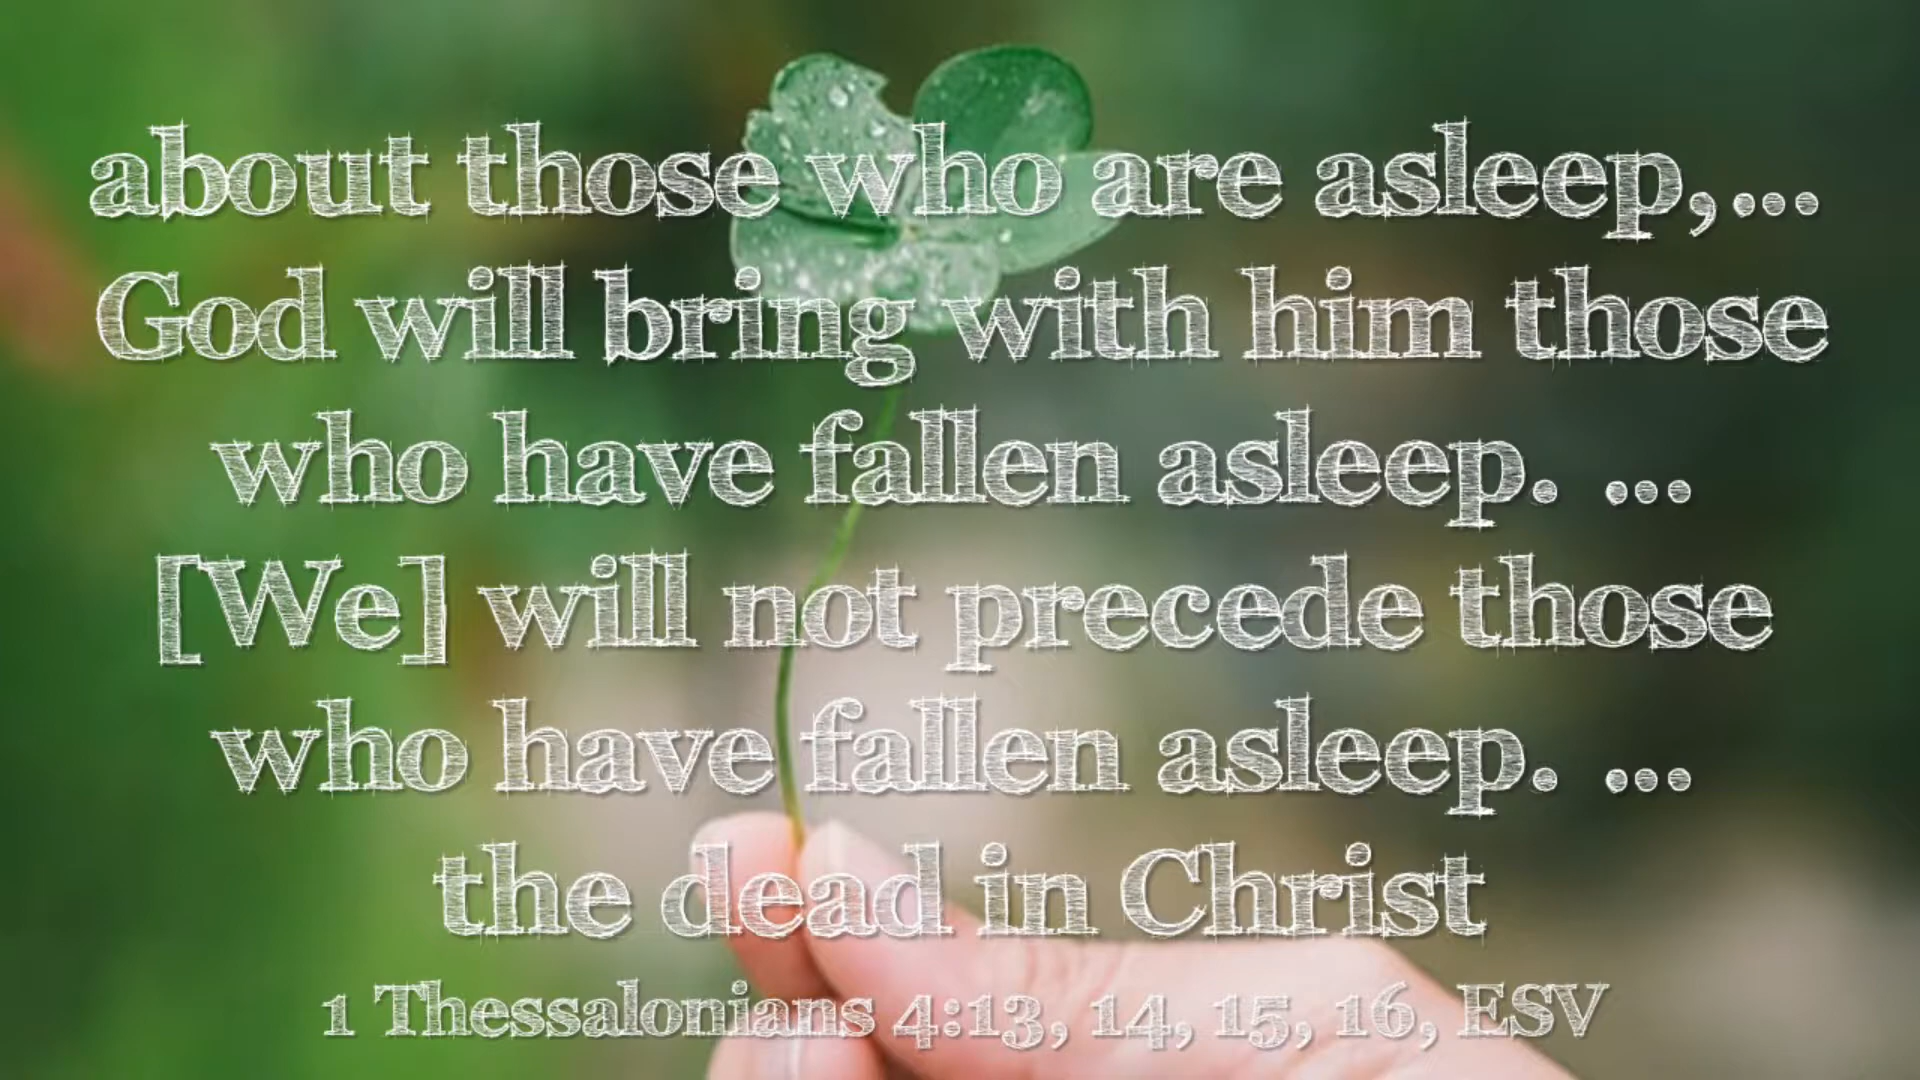 about those who are asleep,...
God will bring with him those
who have fallen asleep. ...
[We] will not precede those
who have fallen asleep. ...
the dead in Christ
1 Thessalonians 4:13, 14, 15, 16, ESV